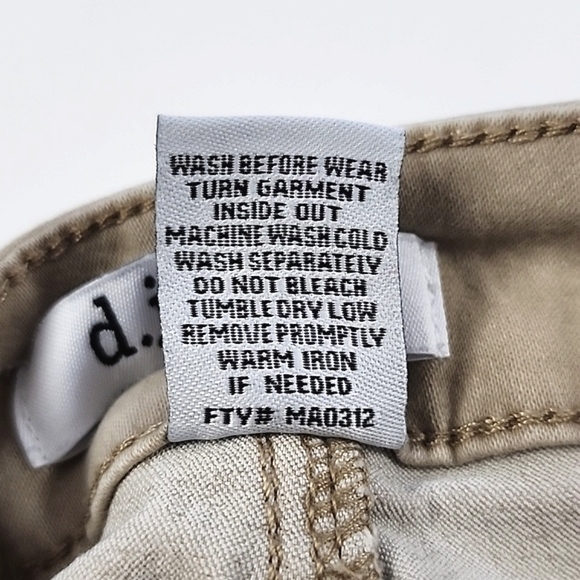 WASH BEFORE WEAR
TURN GARMENT
INSIDE OUT
MACHINE WASH COLD
WASH SEPARATELY
DO NOT BLEACH
TUMBLE DRY LOW
REMOVE PROMPTLY
WARM IRON
IF NEEDED
FTY# MA0312
d.